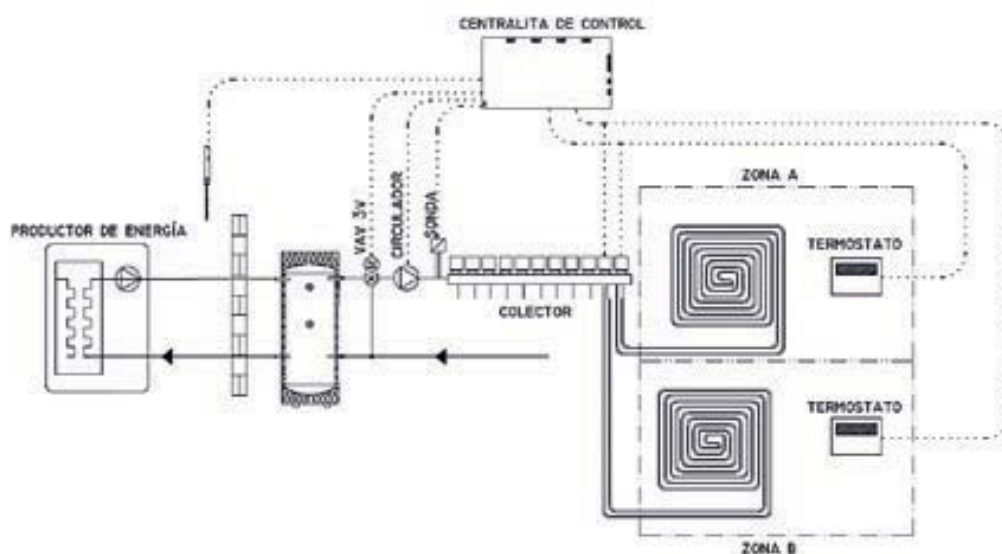 CENTRALITA DE CONTROL
ZONA A
PRODUCTOR DE ENERGÍA
VAV 3V
CIRCULADOR
SONDA
TERMOSTATO
COLECTOR
TERMOSTATO
ZONA B